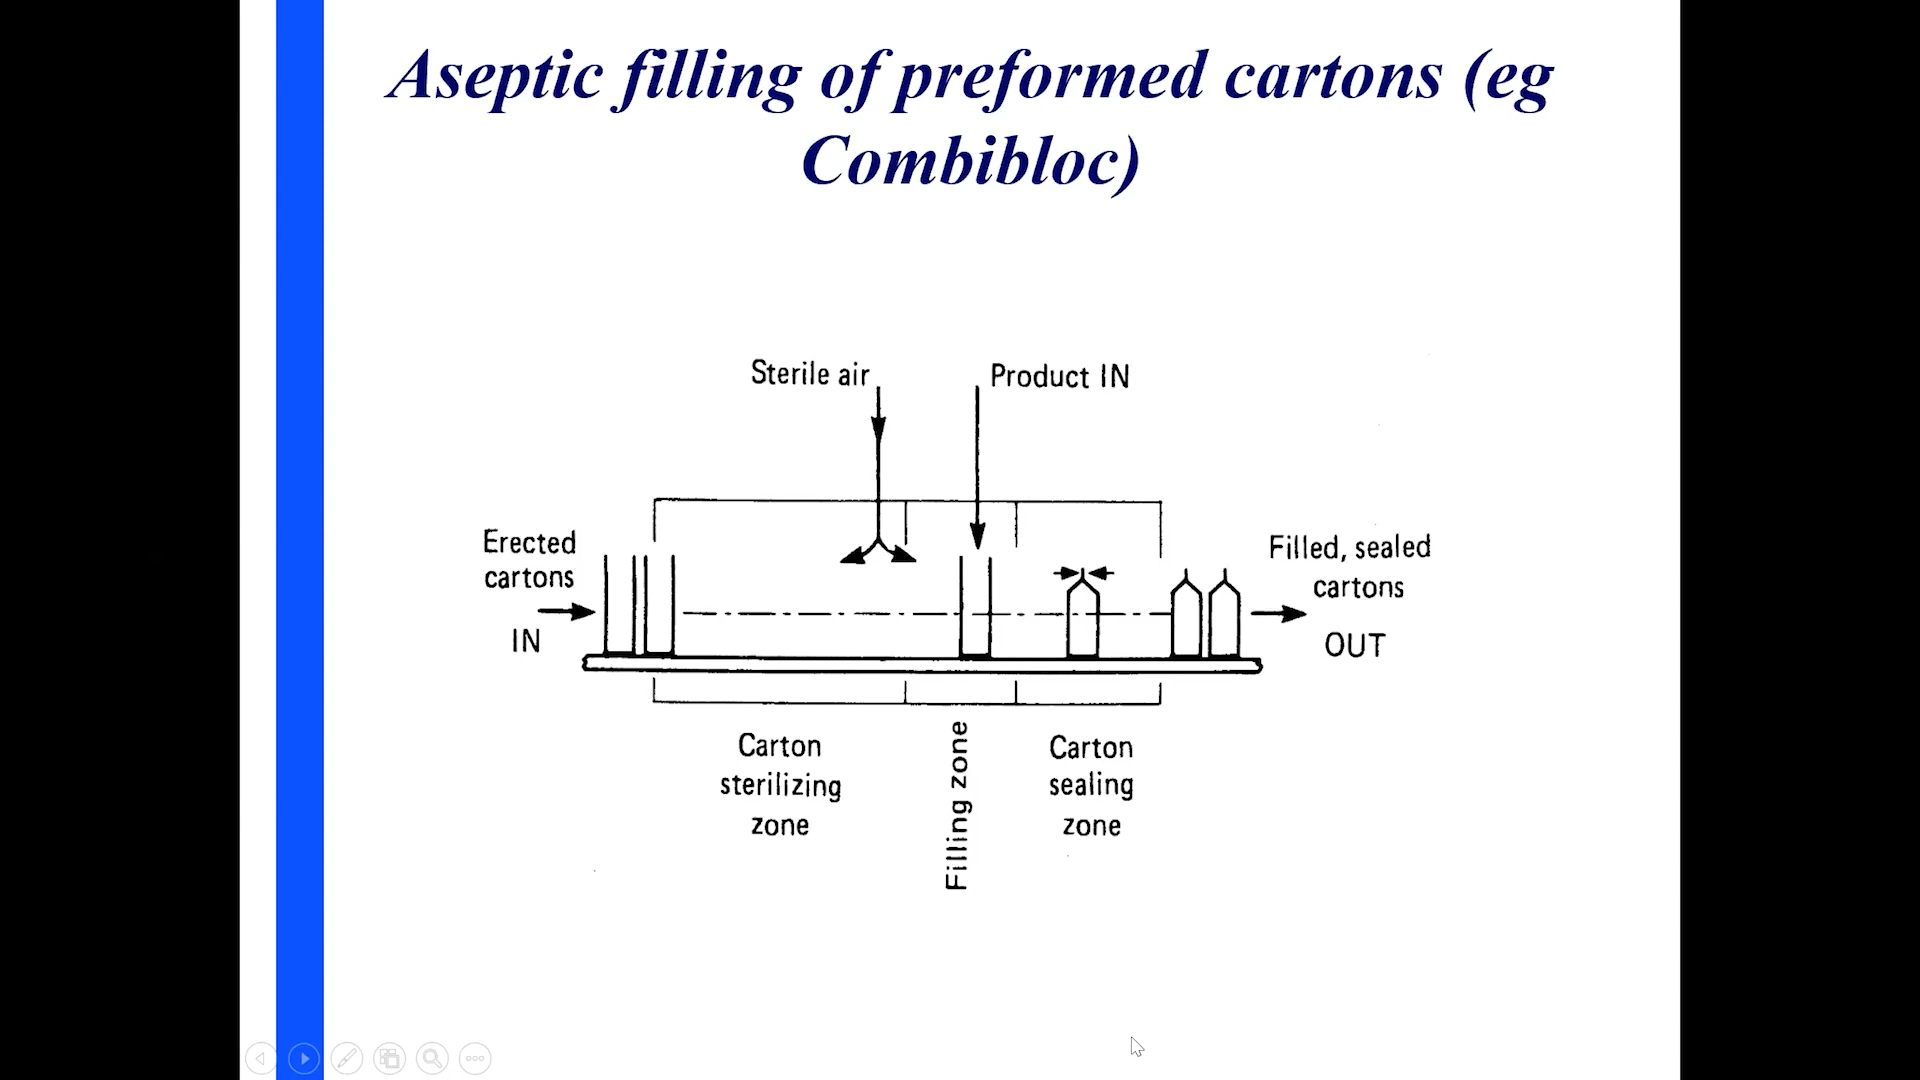 Aseptic filling of preformed cartons (eg
Combibloc)
Sterile air
Product IN
Erected
cartons
IN
Filled, sealed
cartons
OUT
Carton
sterilizing
zone
Filling zone
Carton
sealing
zone